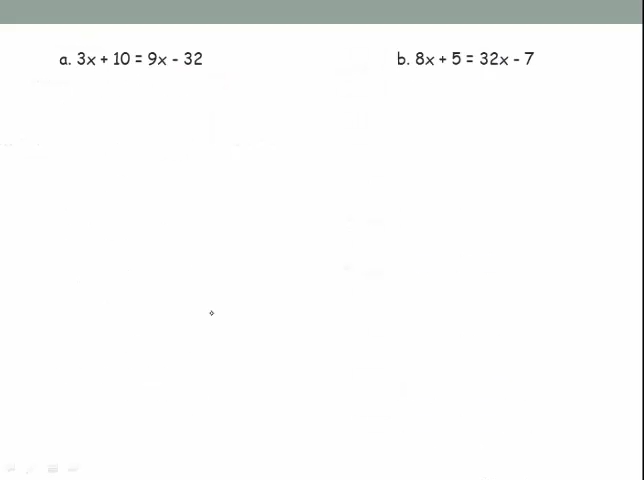 a. 3x + 10 = 9x - 32
b. 8x + 5 = 32x - 7